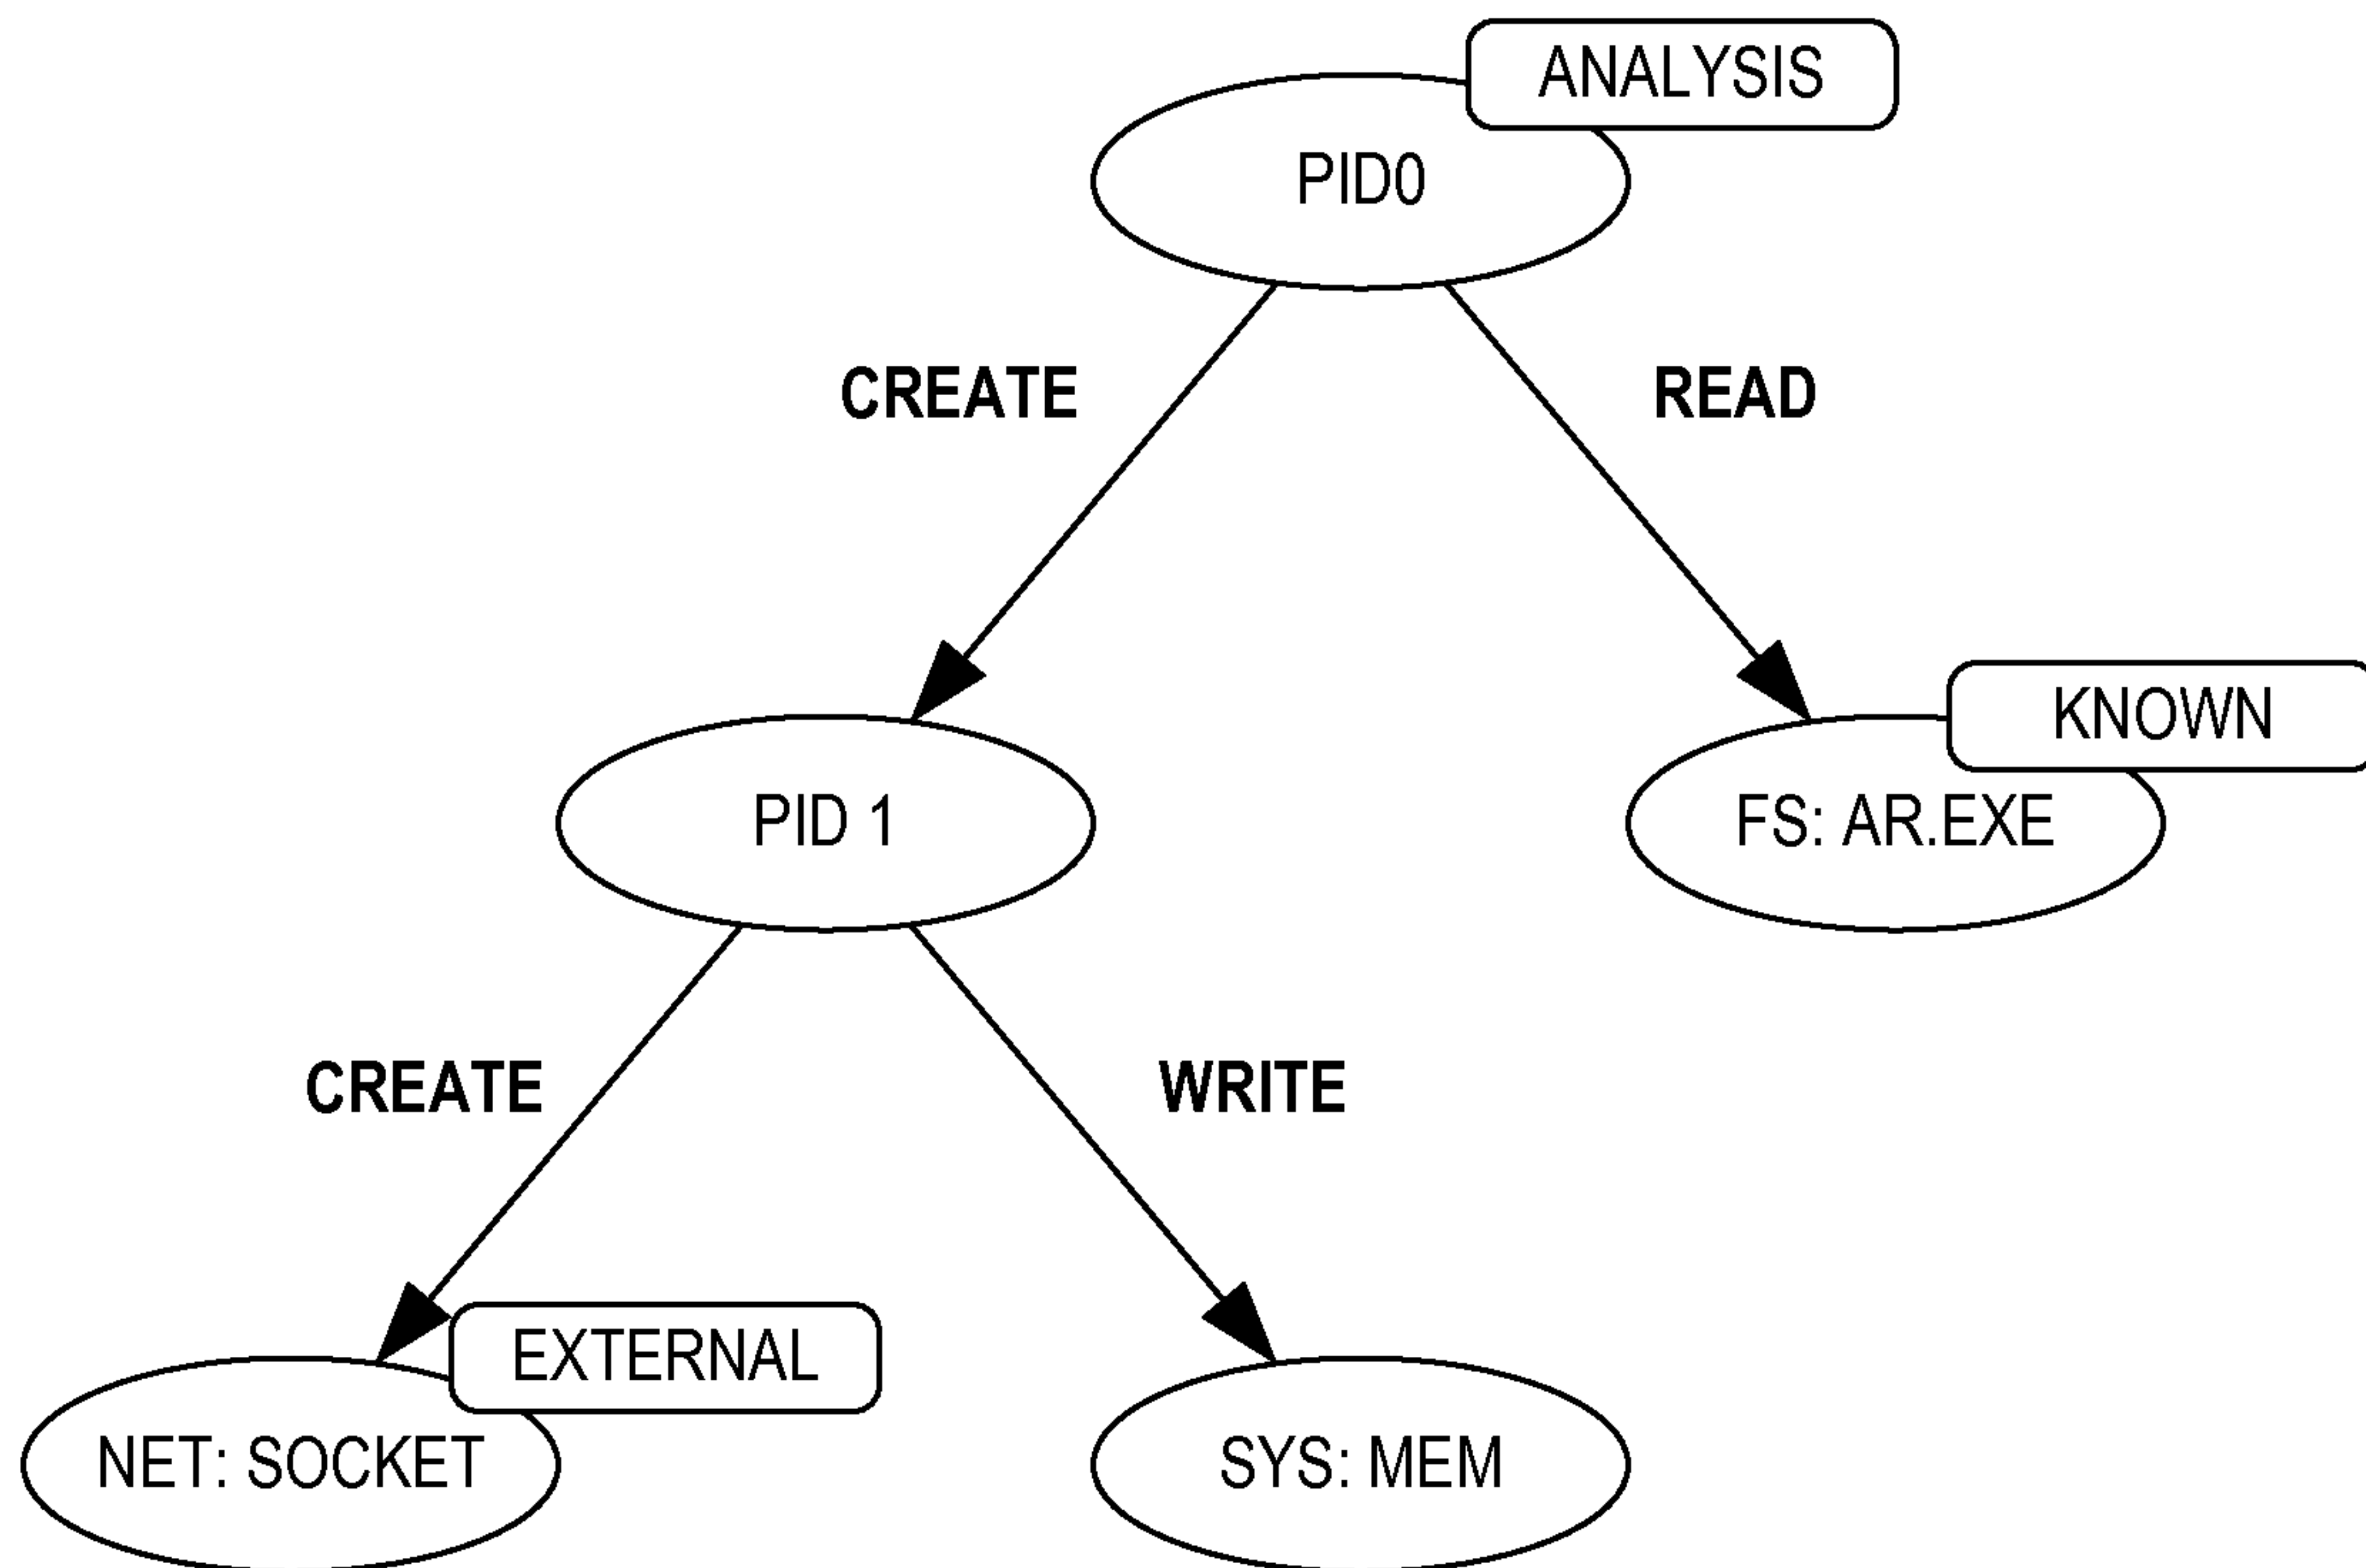 ANALYSIS
PID0
CREATE
READ
KNOWN
PID 1
FS: AR.EXE
CREATE
WRITE
EXTERNAL
NET: SOCKET
SYS: MEM